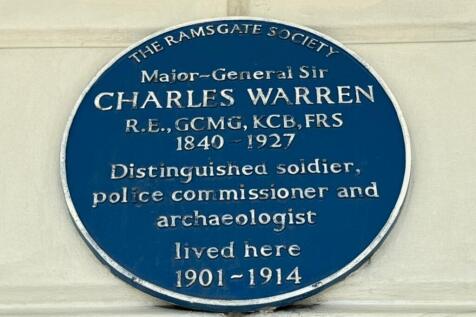 THE RAMSGATE SOCIETY
Major~General Sir
CHARLES WARREN
R.E., GCMG, KCB, FRS
1840~1927
Distinguished soldier,
police commissioner and
archaeologist
lived here
1901~1914